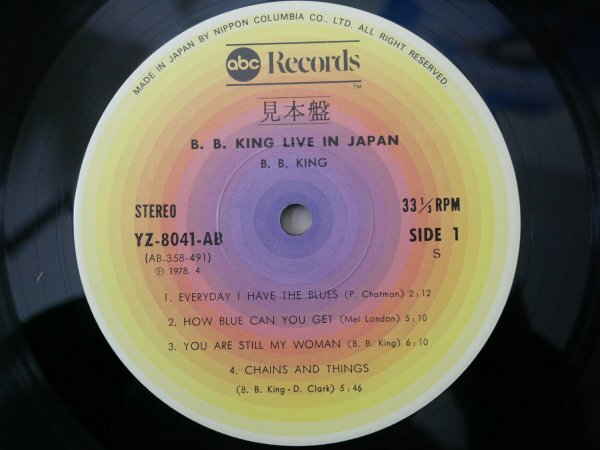 MADE IN JAPAN BY NIPPON COLUMBIA CO., LTD. ALL RIGHT RESERVED.
abc Records
TM
見本盤
B. B. KING LIVE IN JAPAN
B. B. KING
STEREO
33 1/3 RPM
YZ-8041-AB
SIDE 1
(AB-358-491)
S
Ⓟ 1978. 4
1. EVERYDAY I HAVE THE BLUES (P. Chatman) 2:12
2. HOW BLUE CAN YOU GET (Mel London) 5:10
3. YOU ARE STILL MY WOMAN (B. B. King) 6:10
4. CHAINS AND THINGS
(B. B. King - D. Clark) 5:46